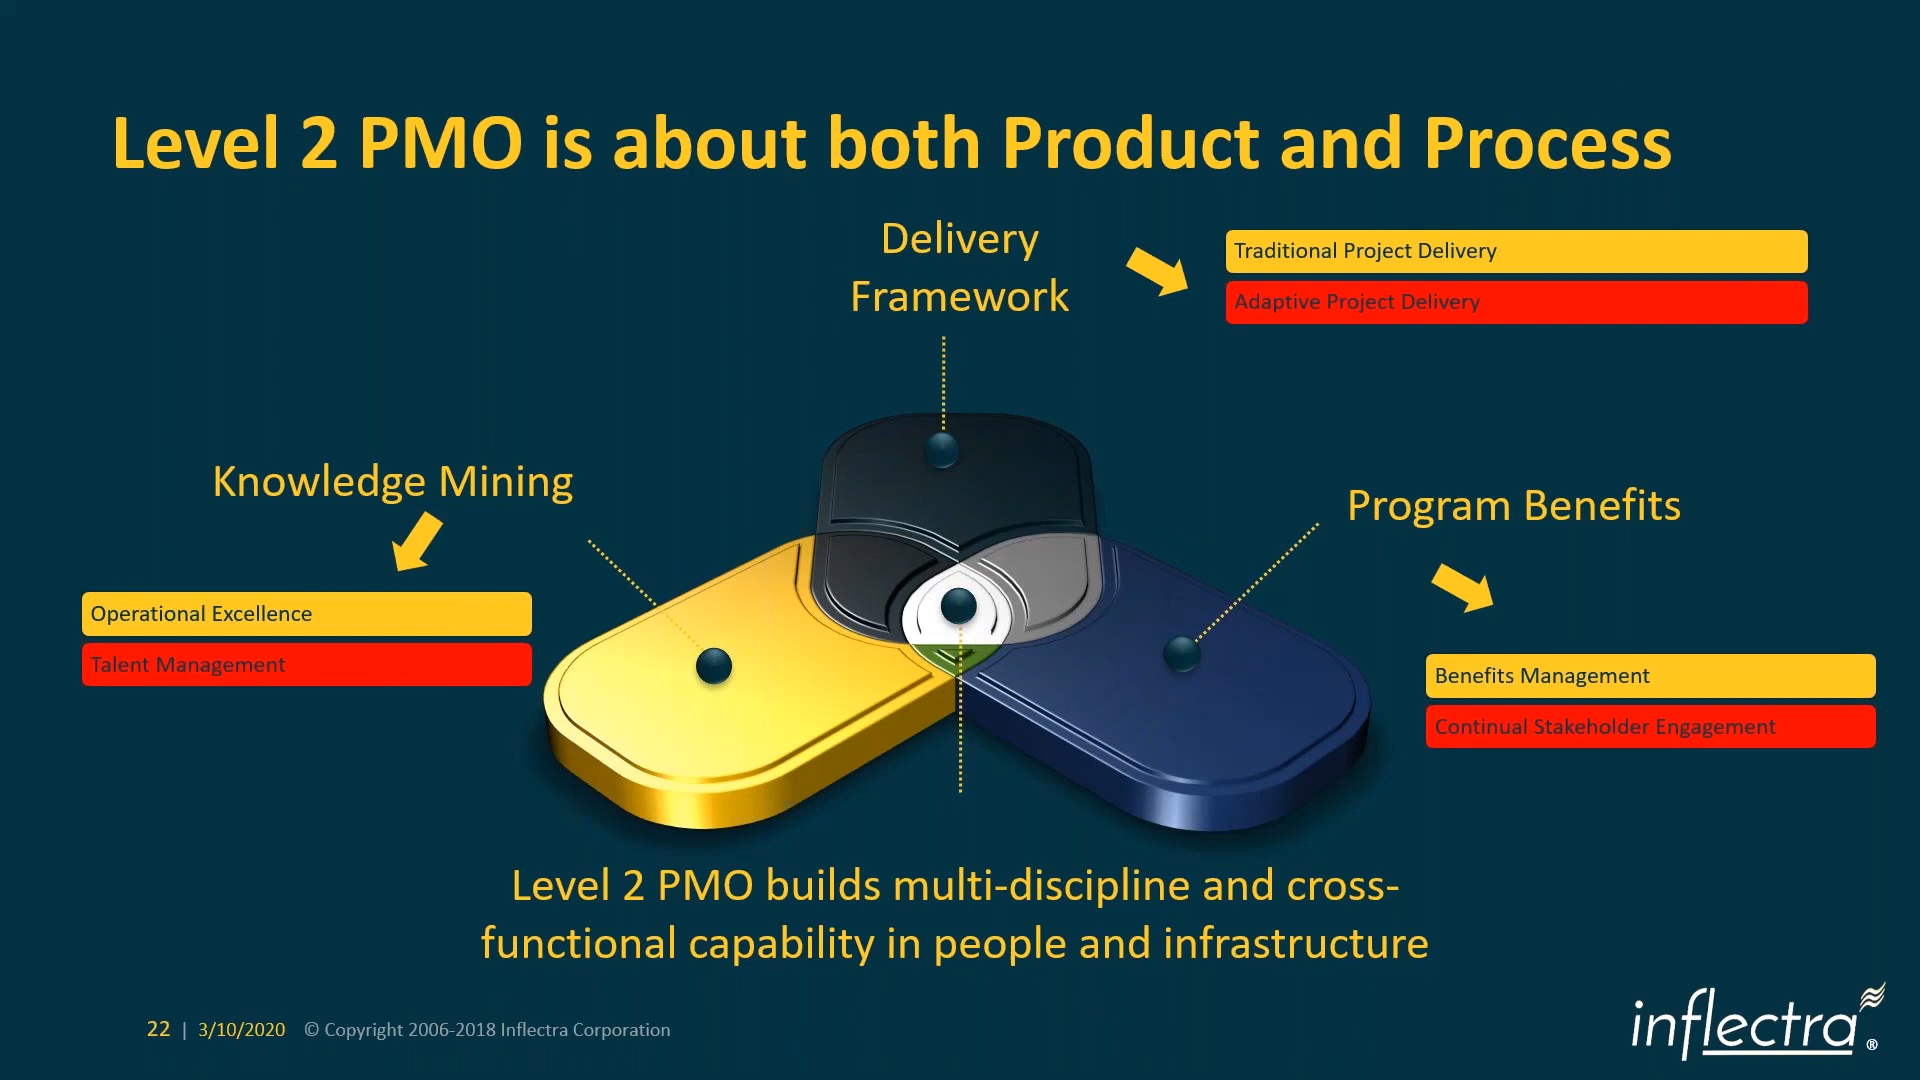 Level 2 PMO is about both Product and Process
Delivery
Framework
Traditional Project Delivery
Adaptive Project Delivery
Knowledge Mining
Operational Excellence
Talent Management
Program Benefits
Benefits Management
Continual Stakeholder Engagement
Level 2 PMO builds multi-discipline and cross-
functional capability in people and infrastructure
22 | 3/10/2020 © Copyright 2006-2018 Inflectra Corporation
inflectra®